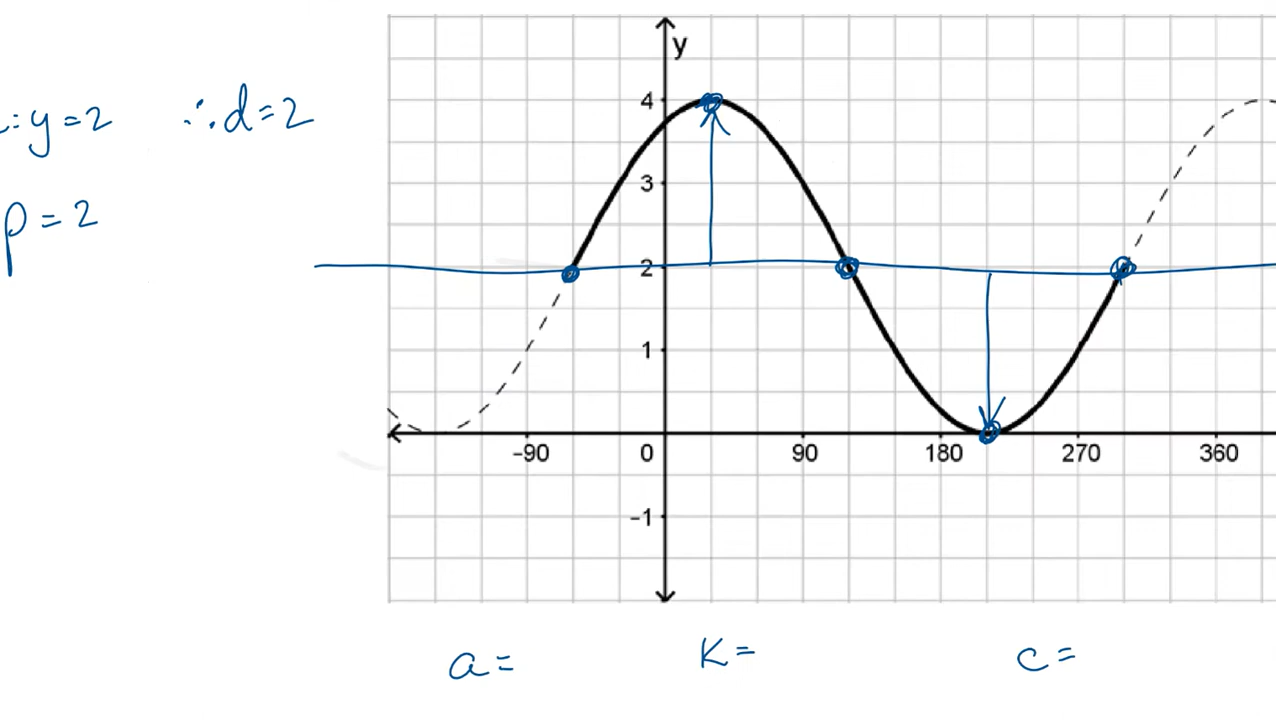 : y = 2 ∴ d = 2
p = 2
y
4
3
2
1
-90 0 90 180 270 360
-1
a = K = c =